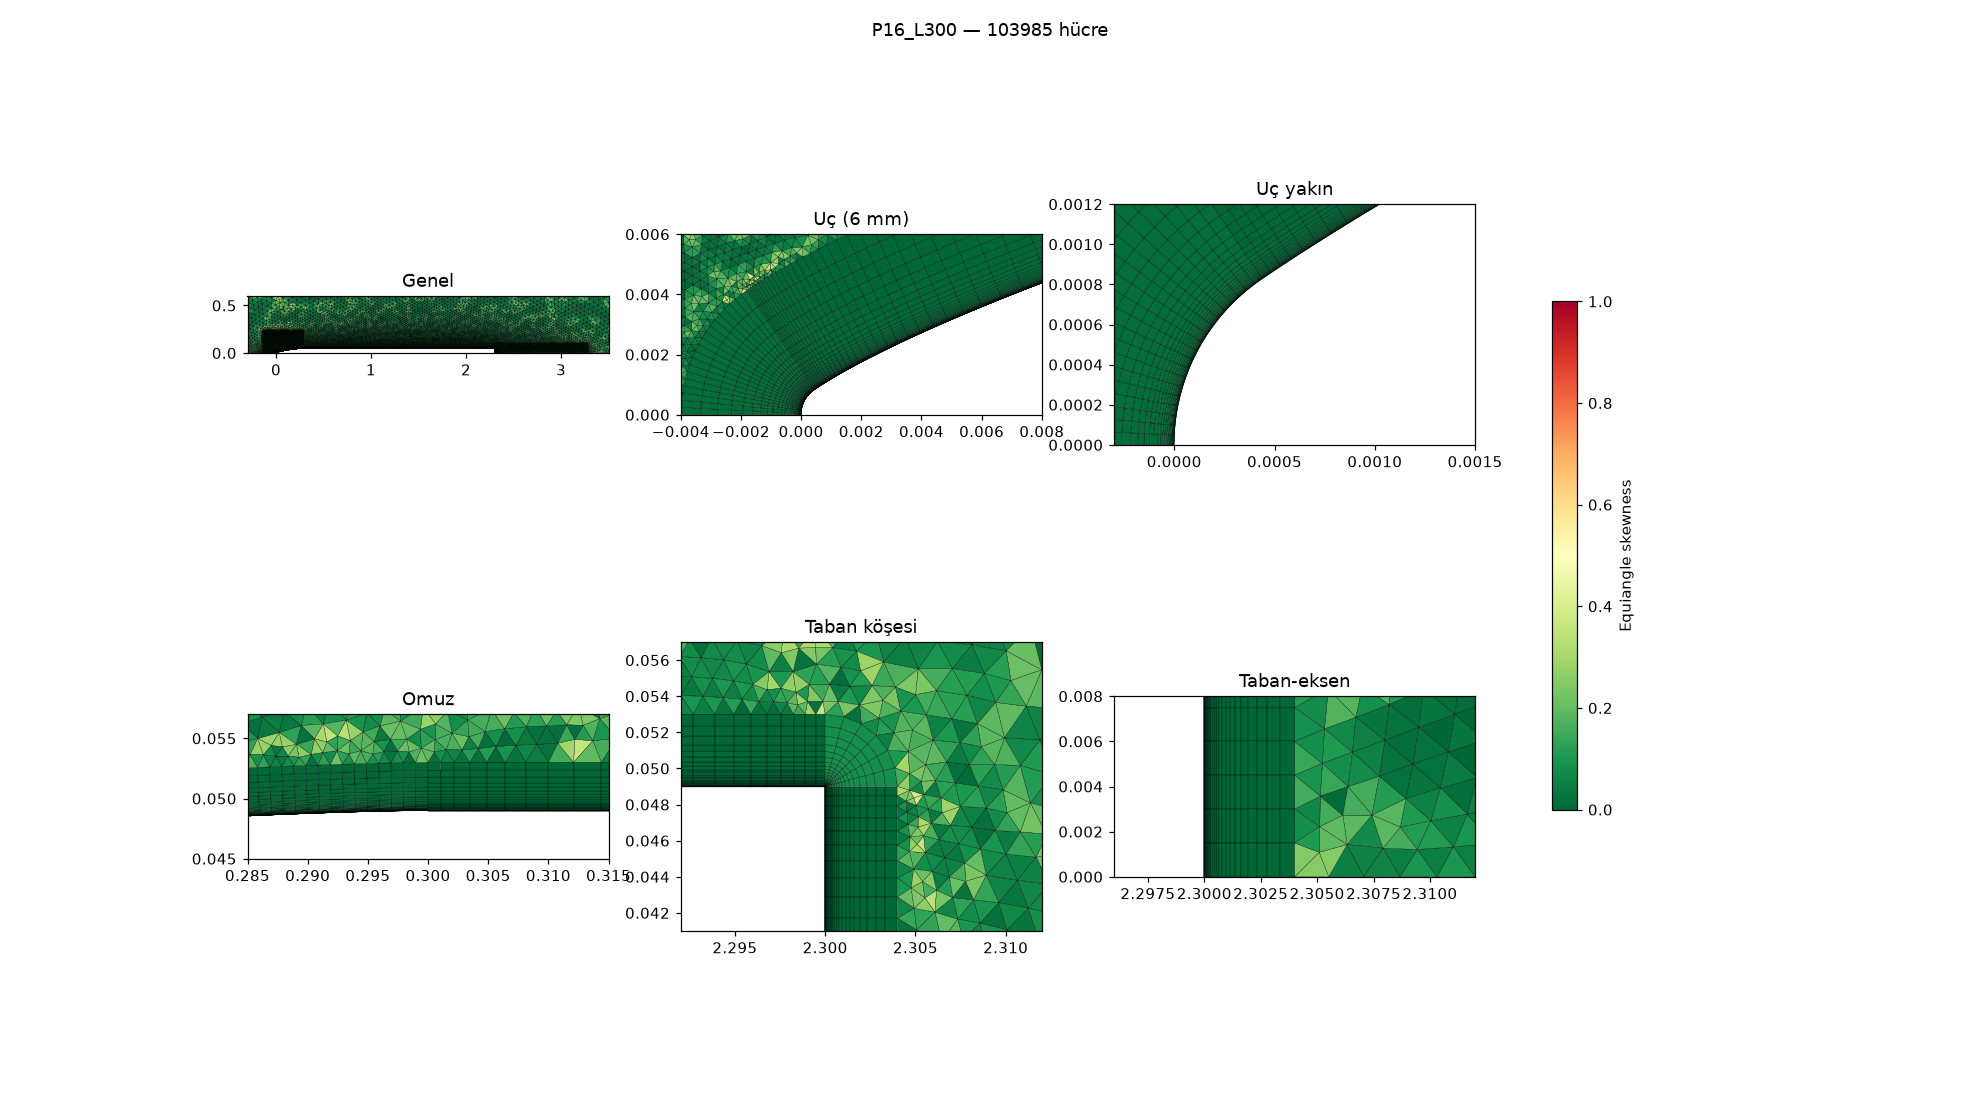 P16_L300 — 103985 hücre
Genel
0.5
0.0
0 1 2 3
Uç (6 mm)
0.006
0.004
0.002
0.000
−0.004 −0.002 0.000 0.002 0.004 0.006 0.008
Uç yakın
0.0012
0.0010
0.0008
0.0006
0.0004
0.0002
0.0000
0.0000 0.0005 0.0010 0.0015
Omuz
0.055
0.050
0.045
0.285 0.290 0.295 0.300 0.305 0.310 0.315
Taban köşesi
0.056
0.054
0.052
0.050
0.048
0.046
0.044
0.042
2.295 2.300 2.305 2.310
Taban-eksen
0.008
0.006
0.004
0.002
0.000
2.2975 2.3000 2.3025 2.3050 2.3075 2.3100
1.0
0.8
0.6
0.4
0.2
0.0
Equiangle skewness